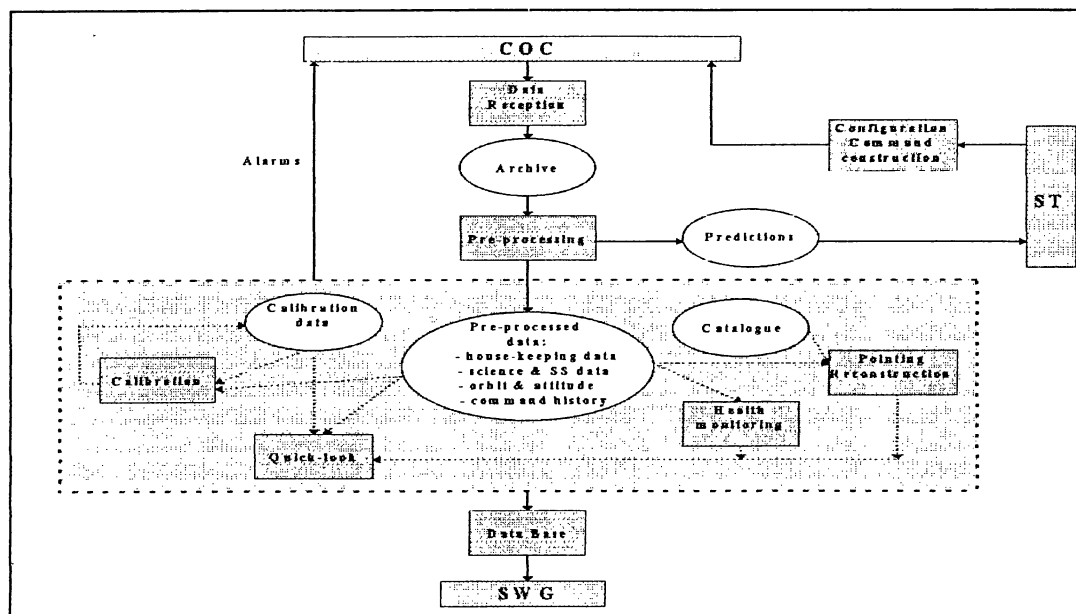 COC
Data
Reception
Configuration
Command
construction
Alarms
Archive
ST
Pre-processing
Predictions
Calibration
data
Pre-processed
data:
- house-keeping data
- science & SS data
- orbit & attitude
- command history
Catalogue
Pointing
Reconstruction
Calibration
Health
monitoring
Quick-look
Data Base
SWG